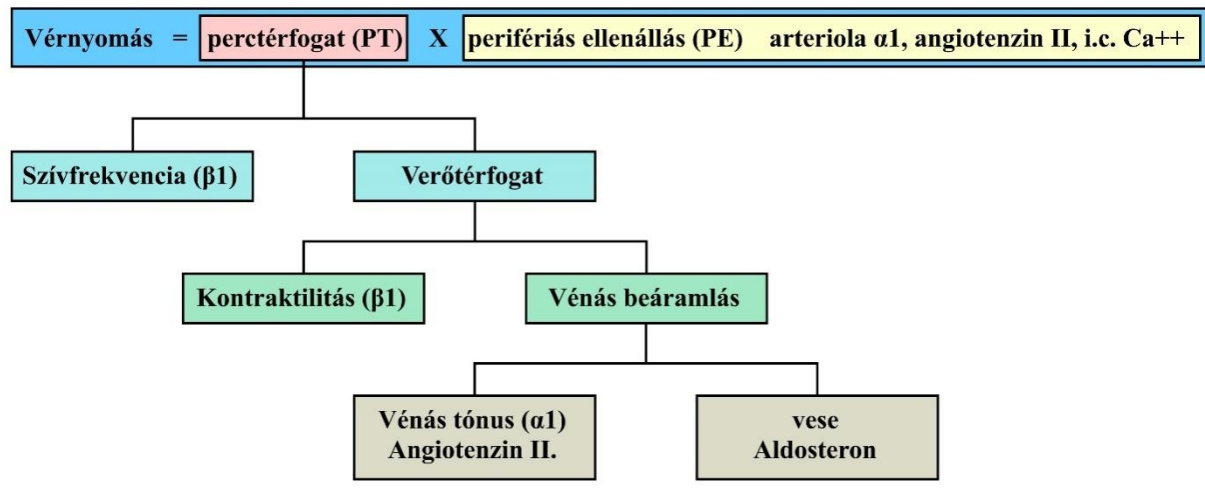 Vérnyomás = perctérfogat (PT) X perifériás ellenállás (PE) arteriola α1, angiotenzin II, i.c. Ca++
Szívfrekvencia (β1)
Verőtérfogat
Kontraktilitás (β1)
Vénás beáramlás
Vénás tónus (α1)
Angiotenzin II.
vese
Aldosteron